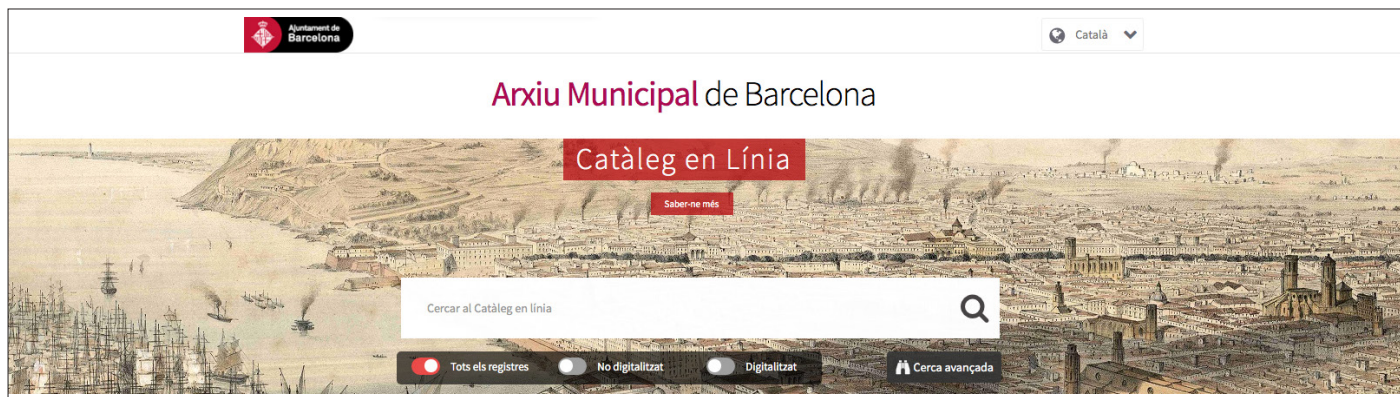 Ajuntament de
Barcelona
Català
Arxiu Municipal de Barcelona
Catàleg en Línia
Saber-ne més
Cercar al Catàleg en línia
Tots els registres No digitalitzat Digitalitzat Cerca avançada